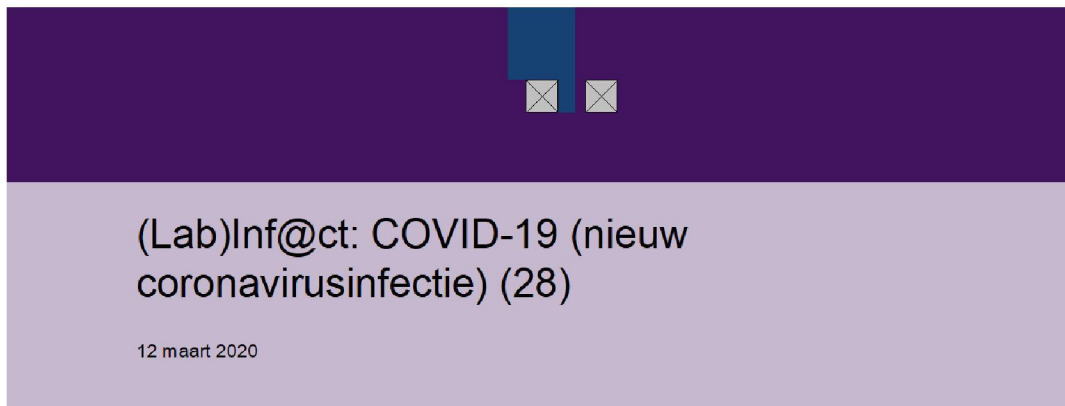 (Lab)Inf@ct: COVID-19 (nieuw
coronavirusinfectie) (28)
12 maart 2020